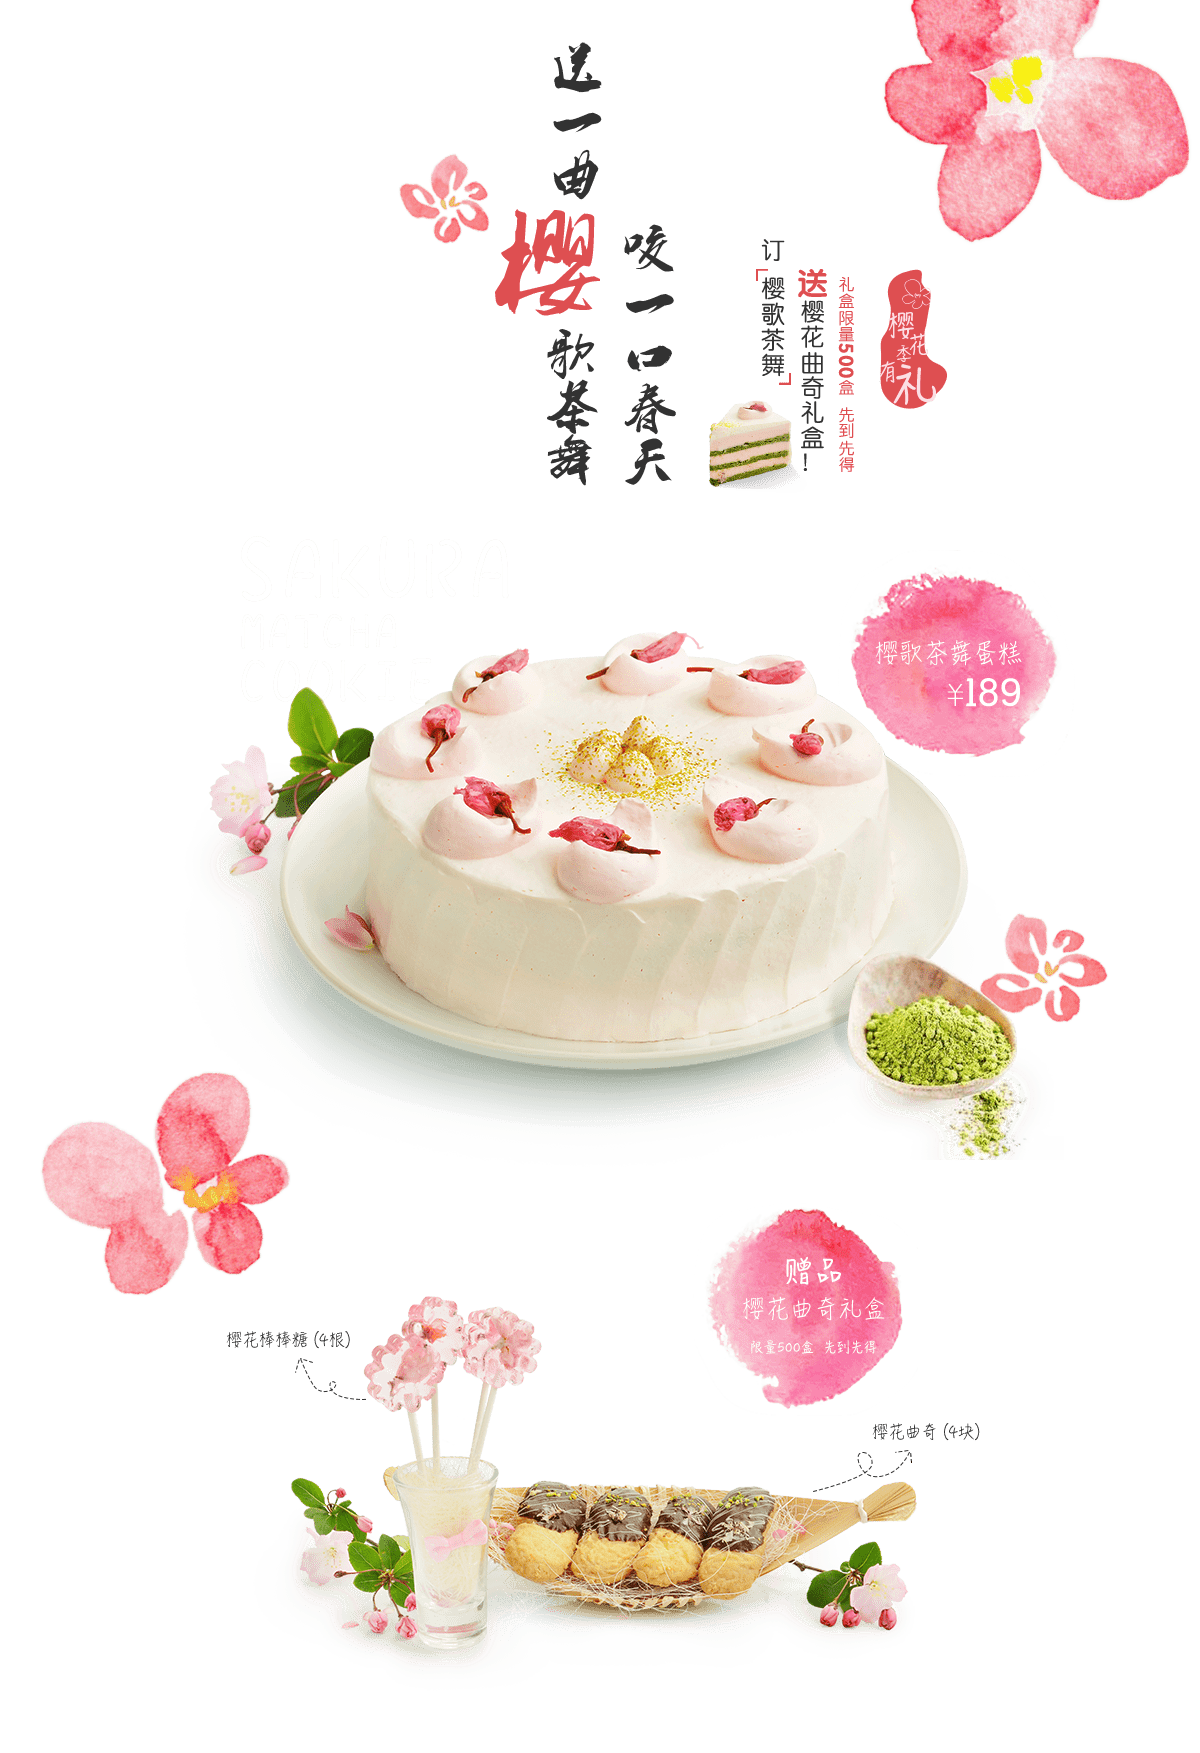 送一曲樱歌茶舞
咬一口春天
订「樱歌茶舞」
送樱花曲奇礼盒!
礼盒限量500盒 先到先得
樱花季有礼
SAKURA
樱歌茶舞蛋糕
¥189
赠品
樱花曲奇礼盒
限量500盒 先到先得
樱花棒棒糖 (4根)
樱花曲奇 (4块)